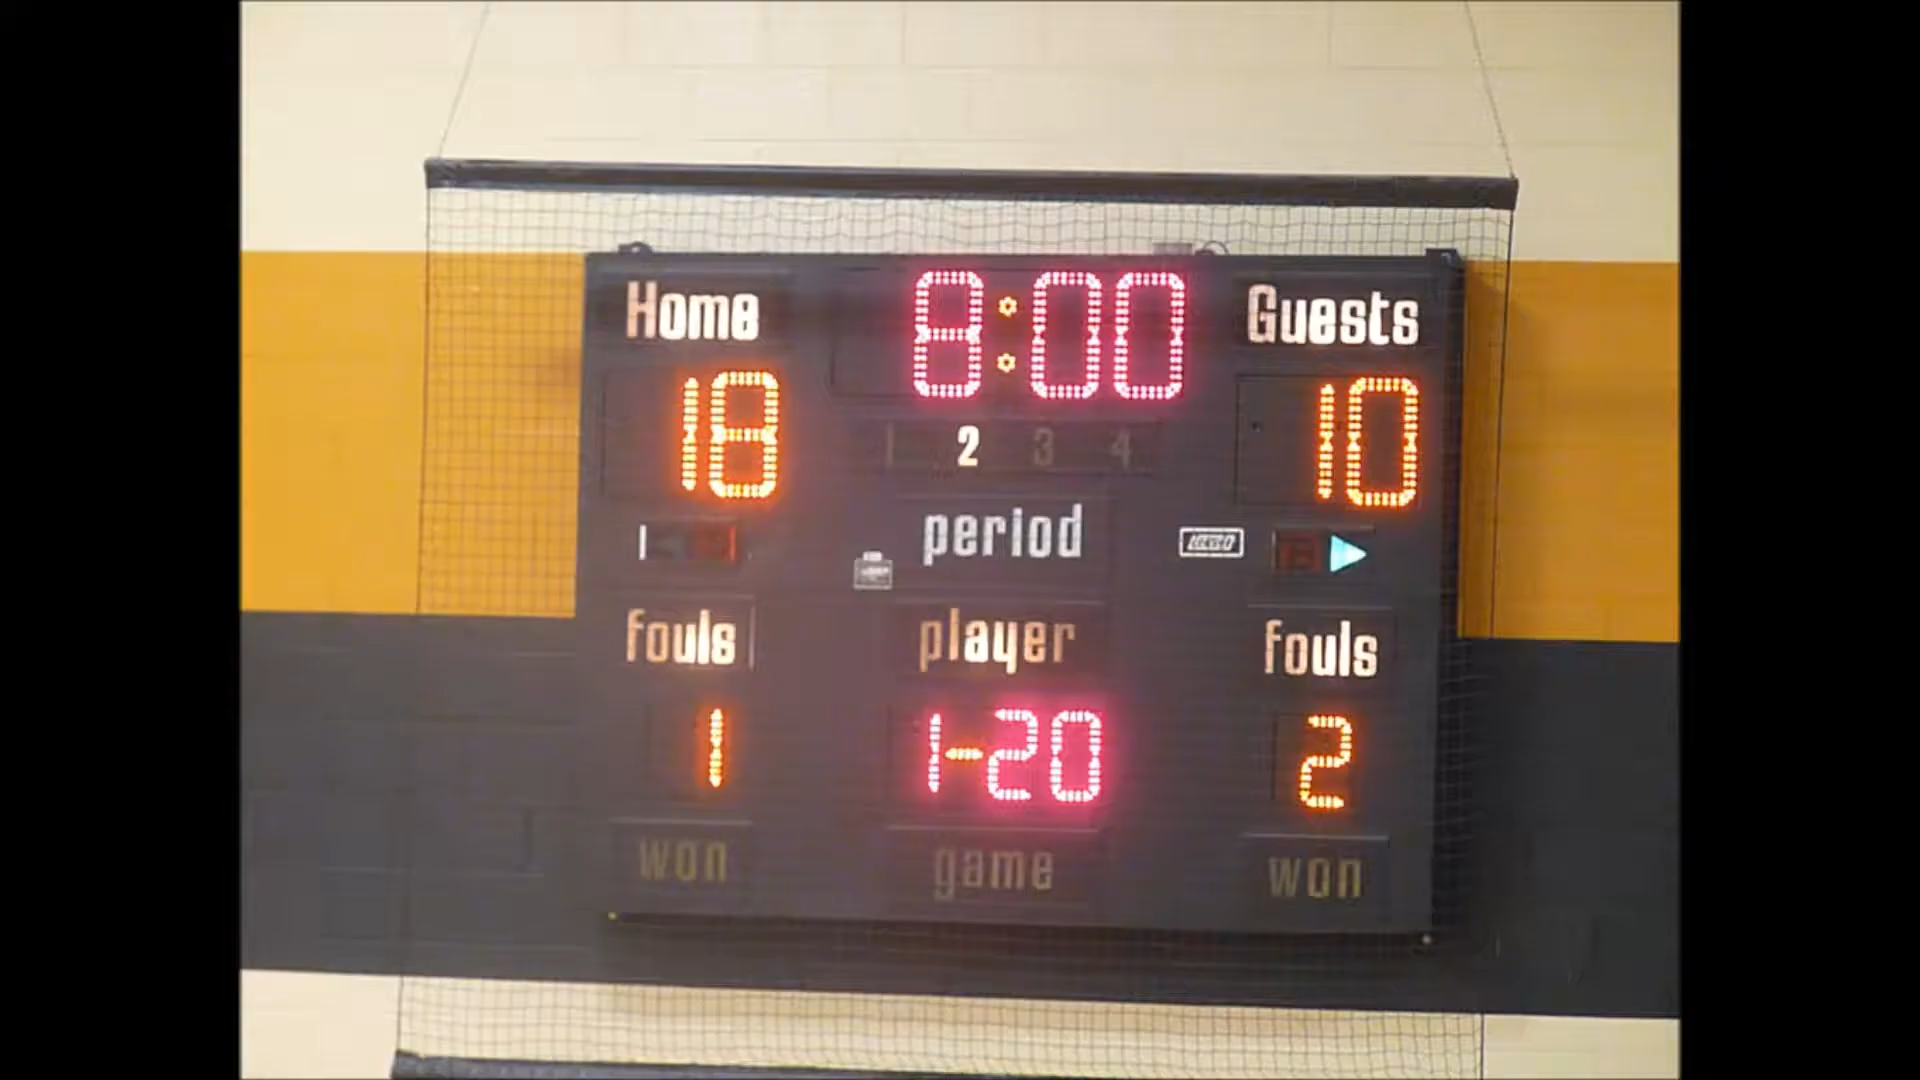 Home 8:00 Guests
18 1 2 3 4 10
period
fouls player fouls
1 1-20 2
won game won